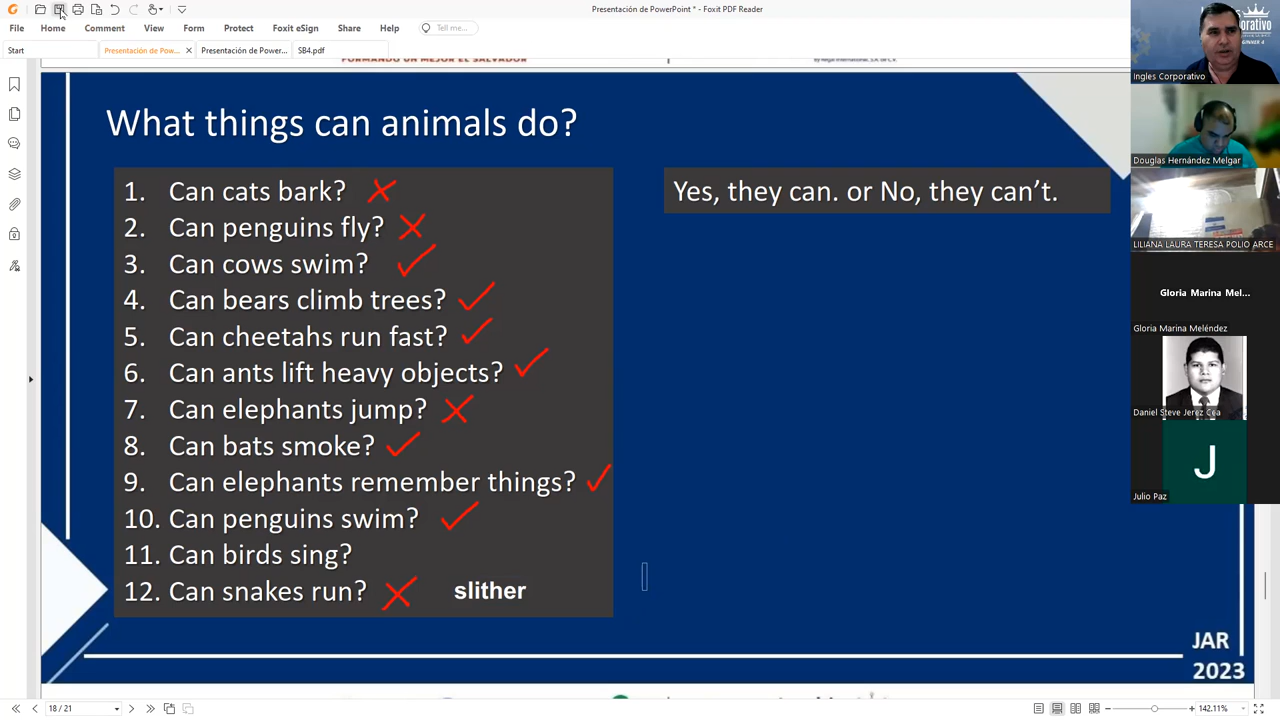 Presentación de PowerPoint * - Foxit PDF Reader
File Home Comment View Form Protect Foxit eSign Share Help Tell me...
Start Presentación de Pow... Presentación de Power... SB4.pdf
FORMANDO UN MEJOR EL SALVADOR
What things can animals do?
1. Can cats bark?
2. Can penguins fly?
3. Can cows swim?
4. Can bears climb trees?
5. Can cheetahs run fast?
6. Can ants lift heavy objects?
7. Can elephants jump?
8. Can bats smoke?
9. Can elephants remember things?
10. Can penguins swim?
11. Can birds sing?
12. Can snakes run? slither
Yes, they can. or No, they can’t.
JAR
2023
Ingles Corporativo
Douglas Hernández Melgar
LILIANA LAURA TERESA POLIO ARCE
Gloria Marina Mel...
Gloria Marina Meléndez
Daniel Steve Jerez Cea
J
Julio Paz
18 / 21
142.11%